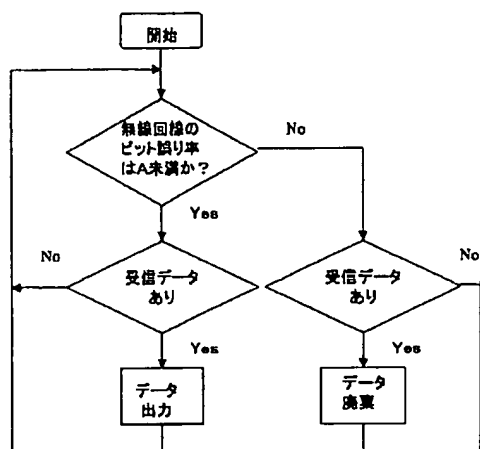 開始
無線回線の
ビット誤り率
はA未満か？
No
Yes
No
受信データ
あり
受信データ
あり
No
Yes
Yes
データ
出力
データ
廃棄